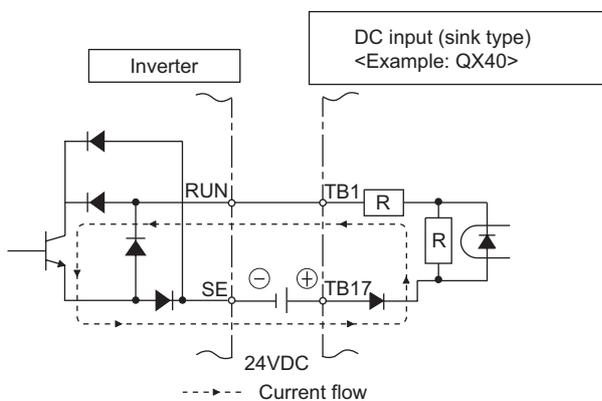 DC input (sink type)
<Example: QX40>
Inverter
RUN
TB1
R
R
SE
⊖
⊕
TB17
24VDC
Current flow